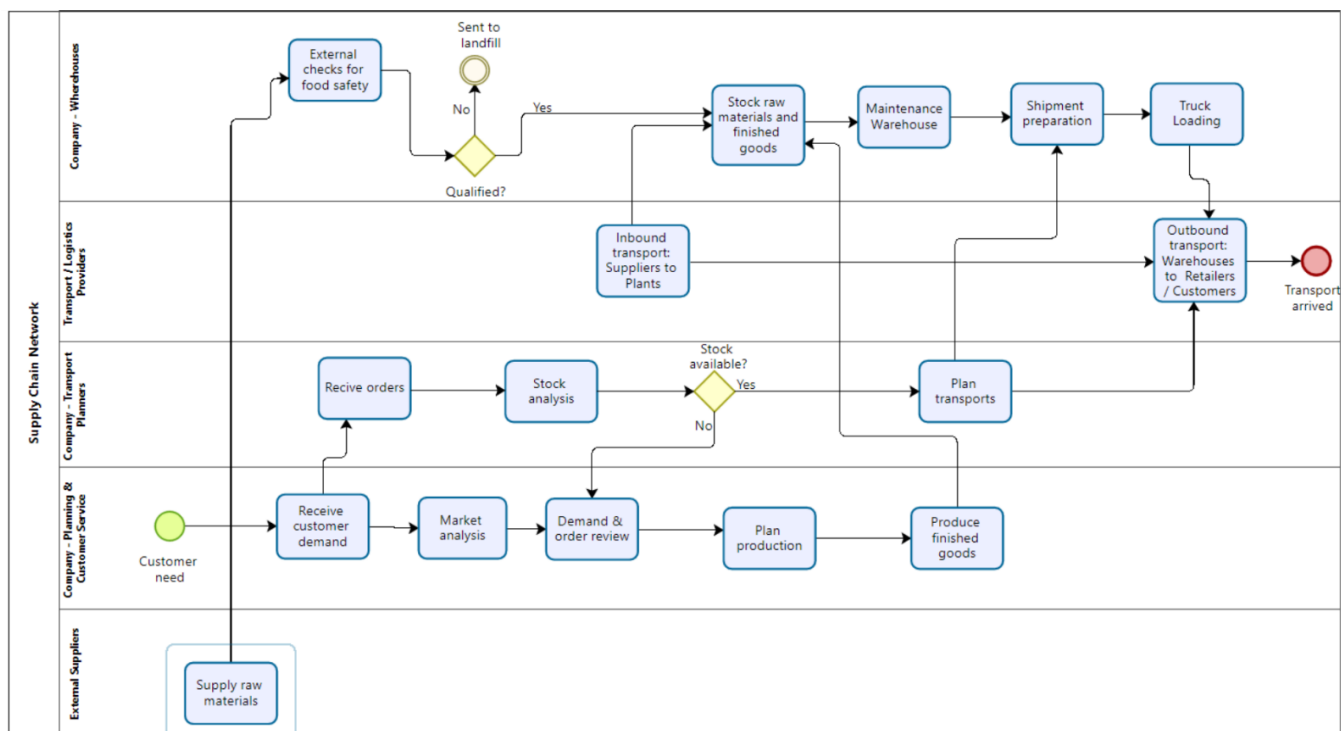 Supply Chain Network
Company - Wherehouses
External
checks for
food safety
Sent to
landfill
No
Yes
Qualified?
Stock raw
materials and
finished
goods
Maintenance
Warehouse
Shipment
preparation
Truck
Loading
Transport / Logistics
Providers
Inbound
transport:
Suppliers to
Plants
Outbound
transport:
Warehouses
to Retailers
/ Customers
Transport
arrived
Company - Transport
Planners
Recive orders
Stock
analysis
Stock
available?
Yes
No
Plan
transports
Company - Planning &
Customer Service
Customer
need
Receive
customer
demand
Market
analysis
Demand &
order review
Plan
production
Produce
finished
goods
External Suppliers
Supply raw
materials